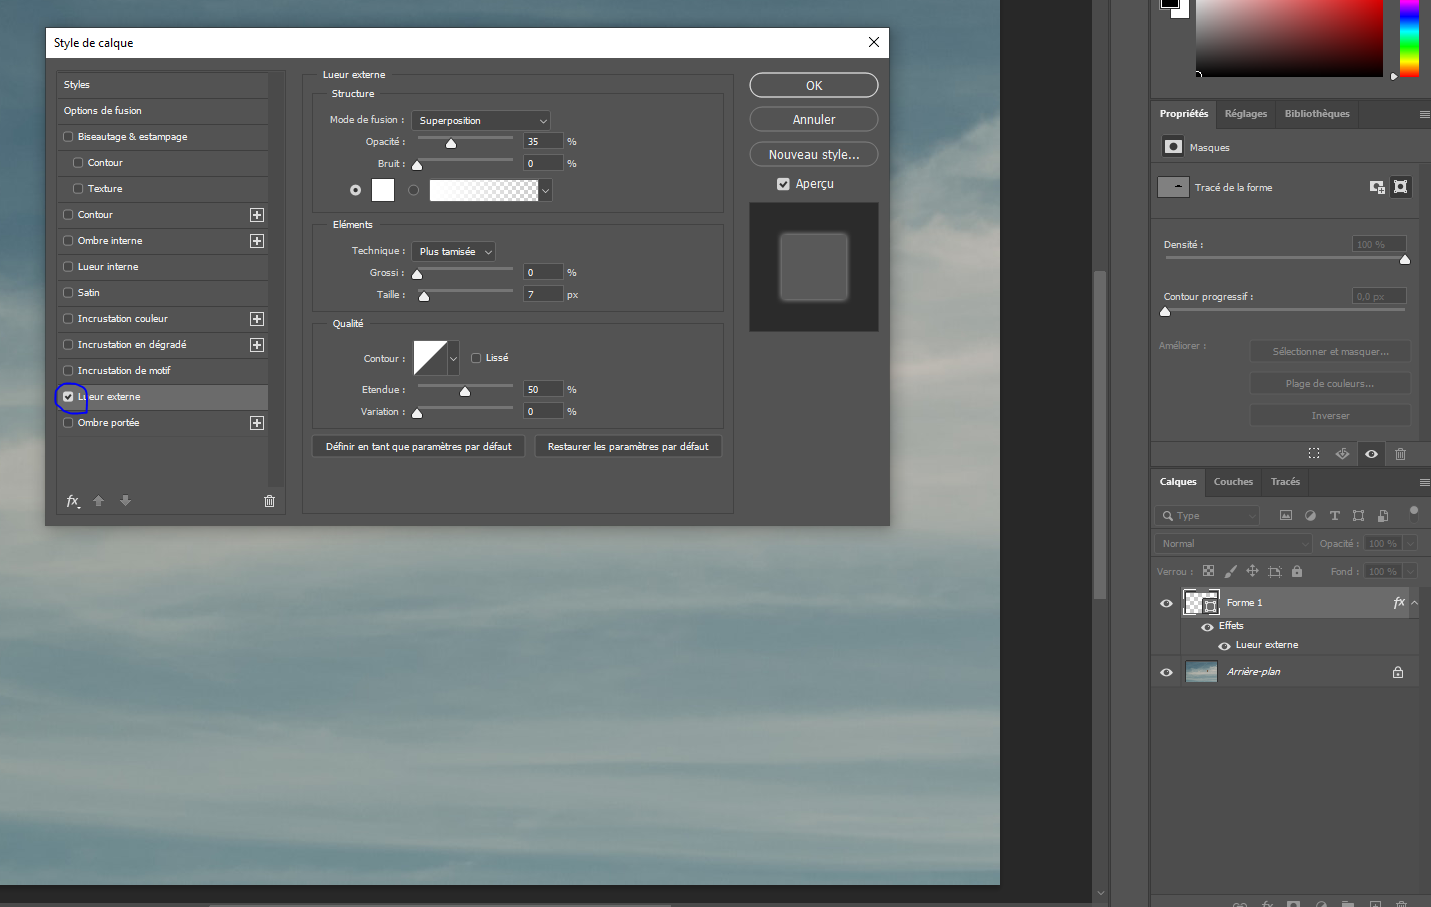 Style de calque
Styles
Options de fusion
Biseautage & estampage
Contour
Texture
Contour
Ombre interne
Lueur interne
Satin
Incrustation couleur
Incrustation en dégradé
Incrustation de motif
Lueur externe
Ombre portée
fx
Lueur externe
Structure
Mode de fusion : Superposition
Opacité : 35 %
Bruit : 0 %
Eléments
Technique : Plus tamisée
Grossi : 0 %
Taille : 7 px
Qualité
Contour : Lissé
Etendue : 50 %
Variation : 0 %
Définir en tant que paramètres par défaut Restaurer les paramètres par défaut
OK
Annuler
Nouveau style...
Aperçu
Propriétés Réglages Bibliothèques
Masques
Tracé de la forme
Densité : 100 %
Contour progressif : 0,0 px
Améliorer : Sélectionner et masquer...
Plage de couleurs...
Inverser
Calques Couches Tracés
Type
Normal Opacité : 100 %
Verrou : Fond : 100 %
Forme 1 fx
Effets
Lueur externe
Arrière-plan